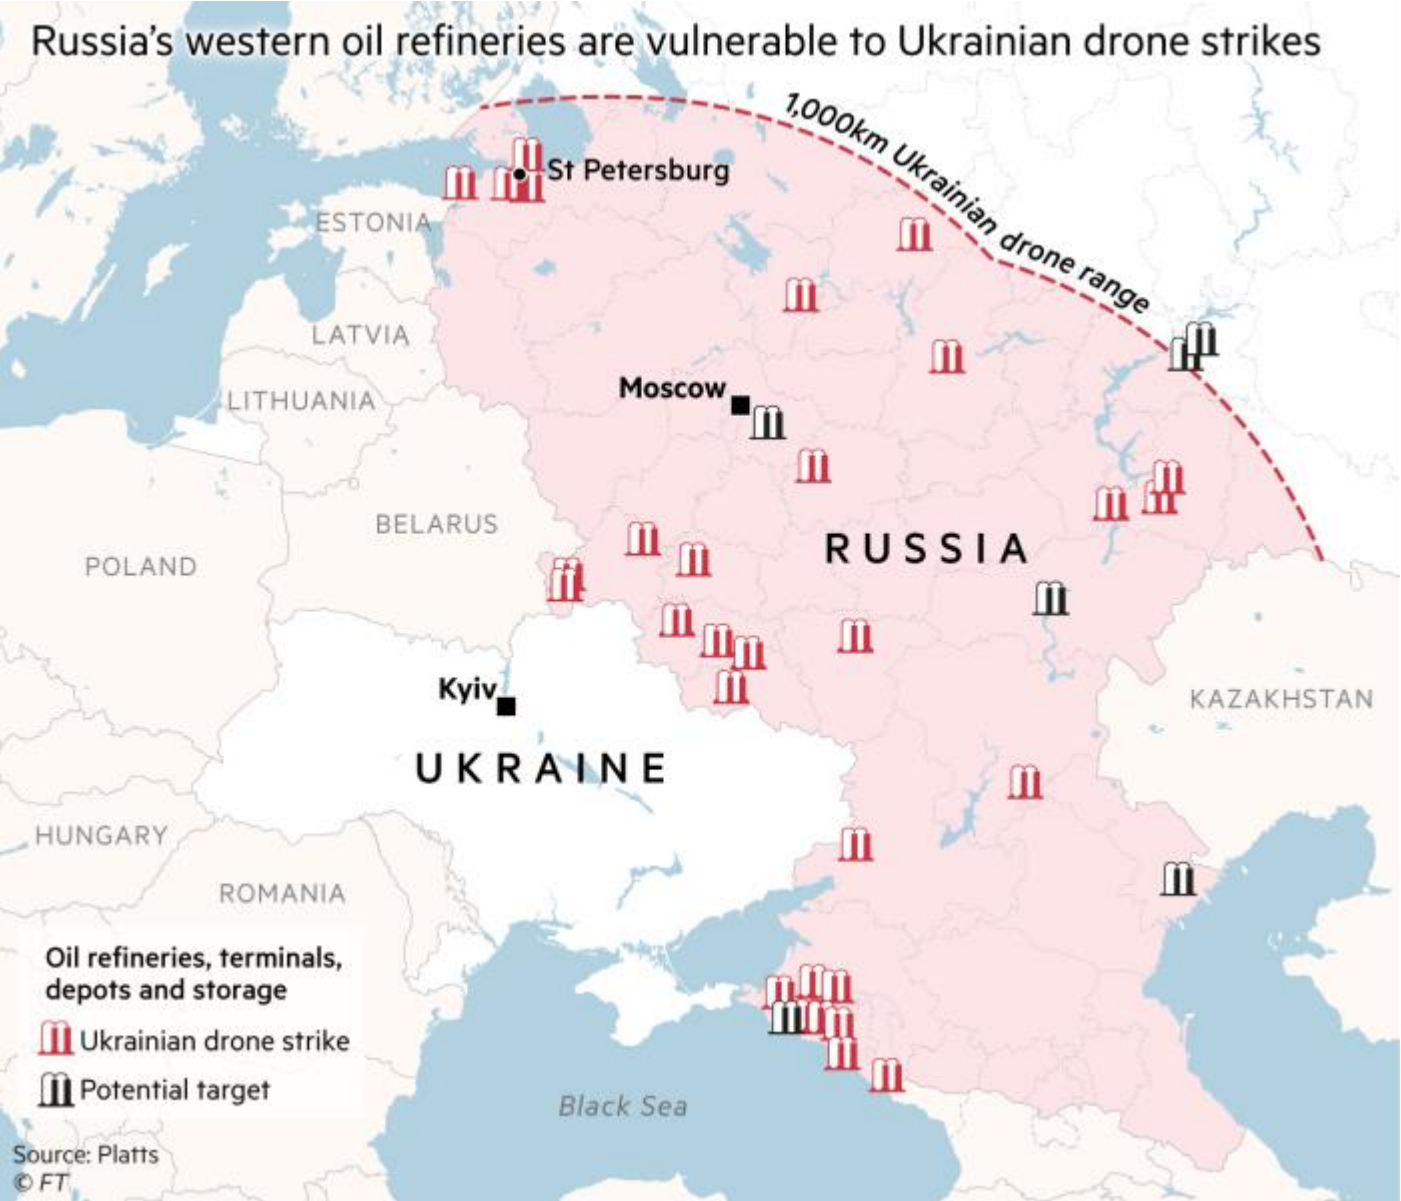 Russia's western oil refineries are vulnerable to Ukrainian drone strikes
1,000km Ukrainian drone range
St Petersburg
ESTONIA
LATVIA
Moscow
LITHUANIA
BELARUS
RUSSIA
POLAND
Kyiv
KAZAKHSTAN
UKRAINE
HUNGARY
ROMANIA
Oil refineries, terminals,
depots and storage
Ukrainian drone strike
Potential target
Black Sea
Source: Platts
© FT